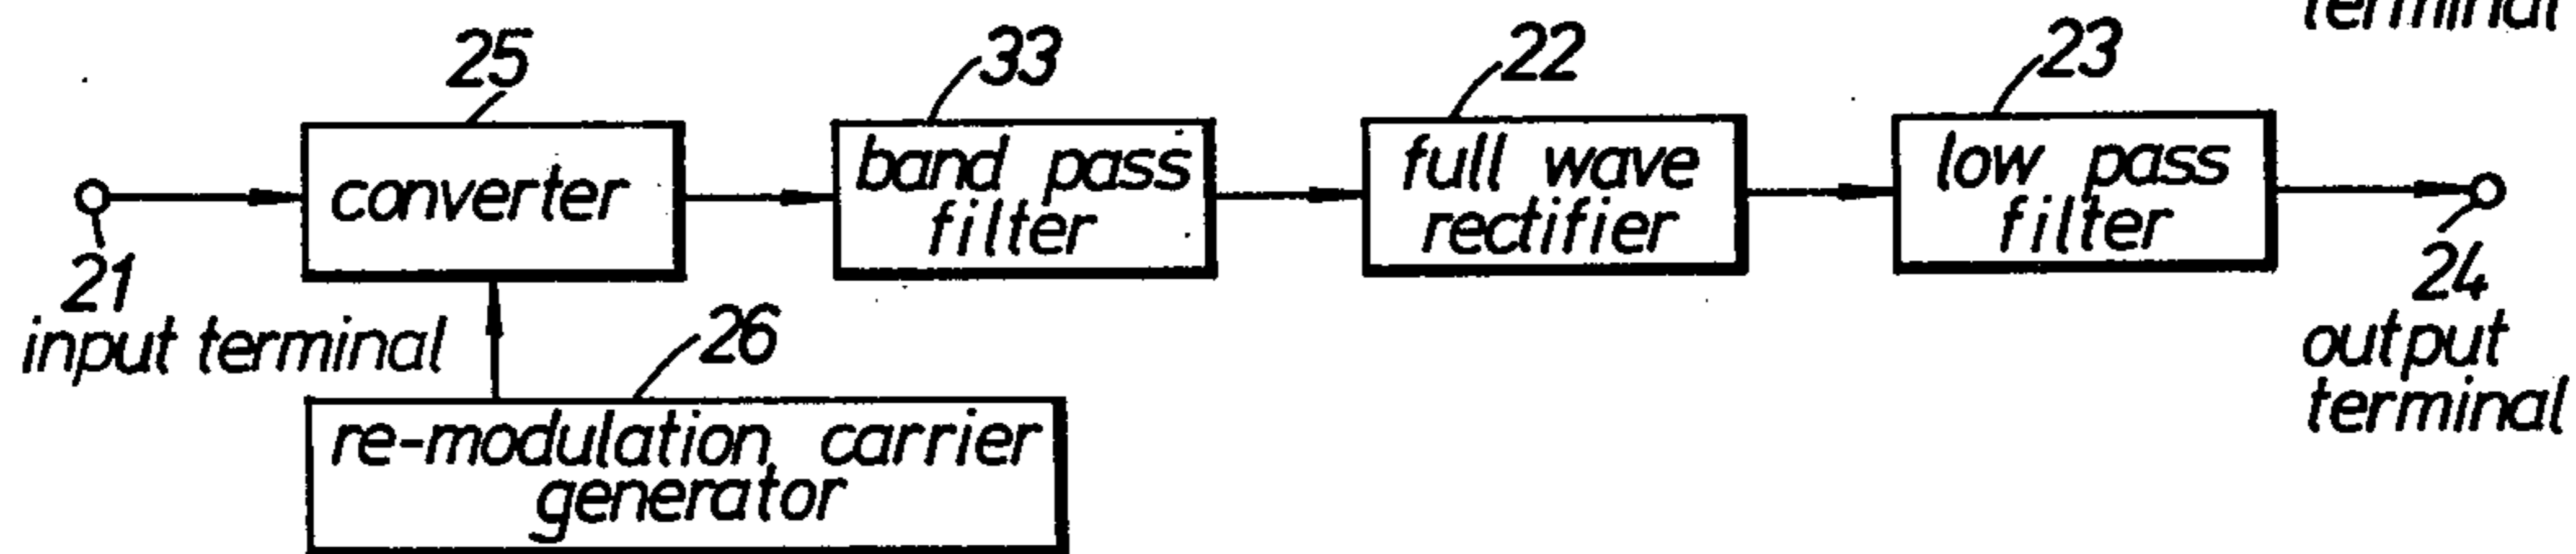 terminal
25
33
22
23
converter
band pass
filter
full wave
rectifier
low pass
filter
21
input terminal
24
output
terminal
26
re-modulation carrier
generator